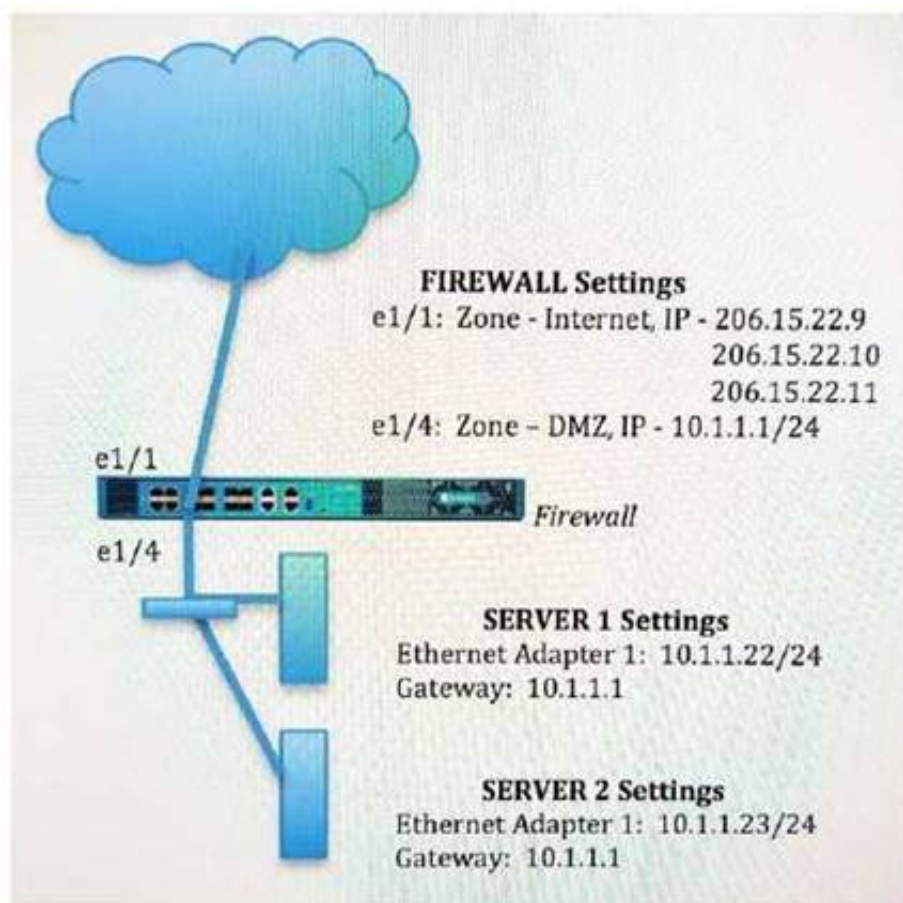 FIREWALL Settings
e1/1: Zone - Internet, IP - 206.15.22.9
206.15.22.10
206.15.22.11
e1/4: Zone – DMZ, IP - 10.1.1.1/24
e1/1
Firewall
e1/4
SERVER 1 Settings
Ethernet Adapter 1: 10.1.1.22/24
Gateway: 10.1.1.1
SERVER 2 Settings
Ethernet Adapter 1: 10.1.1.23/24
Gateway: 10.1.1.1